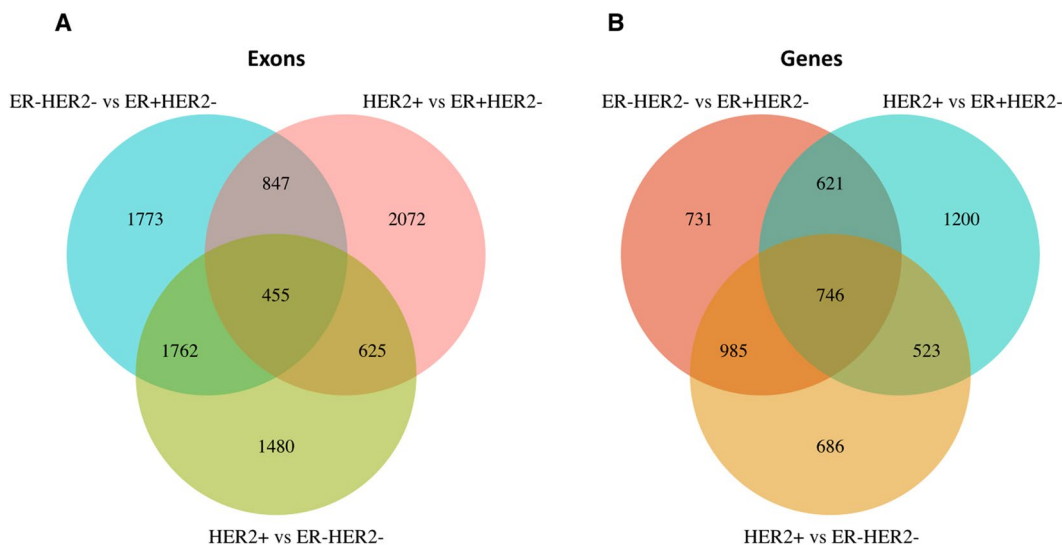 A
Exons
ER-HER2- vs ER+HER2-
HER2+ vs ER+HER2-
847
1773
2072
455
1762
625
1480
HER2+ vs ER-HER2-
B
Genes
ER-HER2- vs ER+HER2-
HER2+ vs ER+HER2-
621
731
1200
746
985
523
686
HER2+ vs ER-HER2-